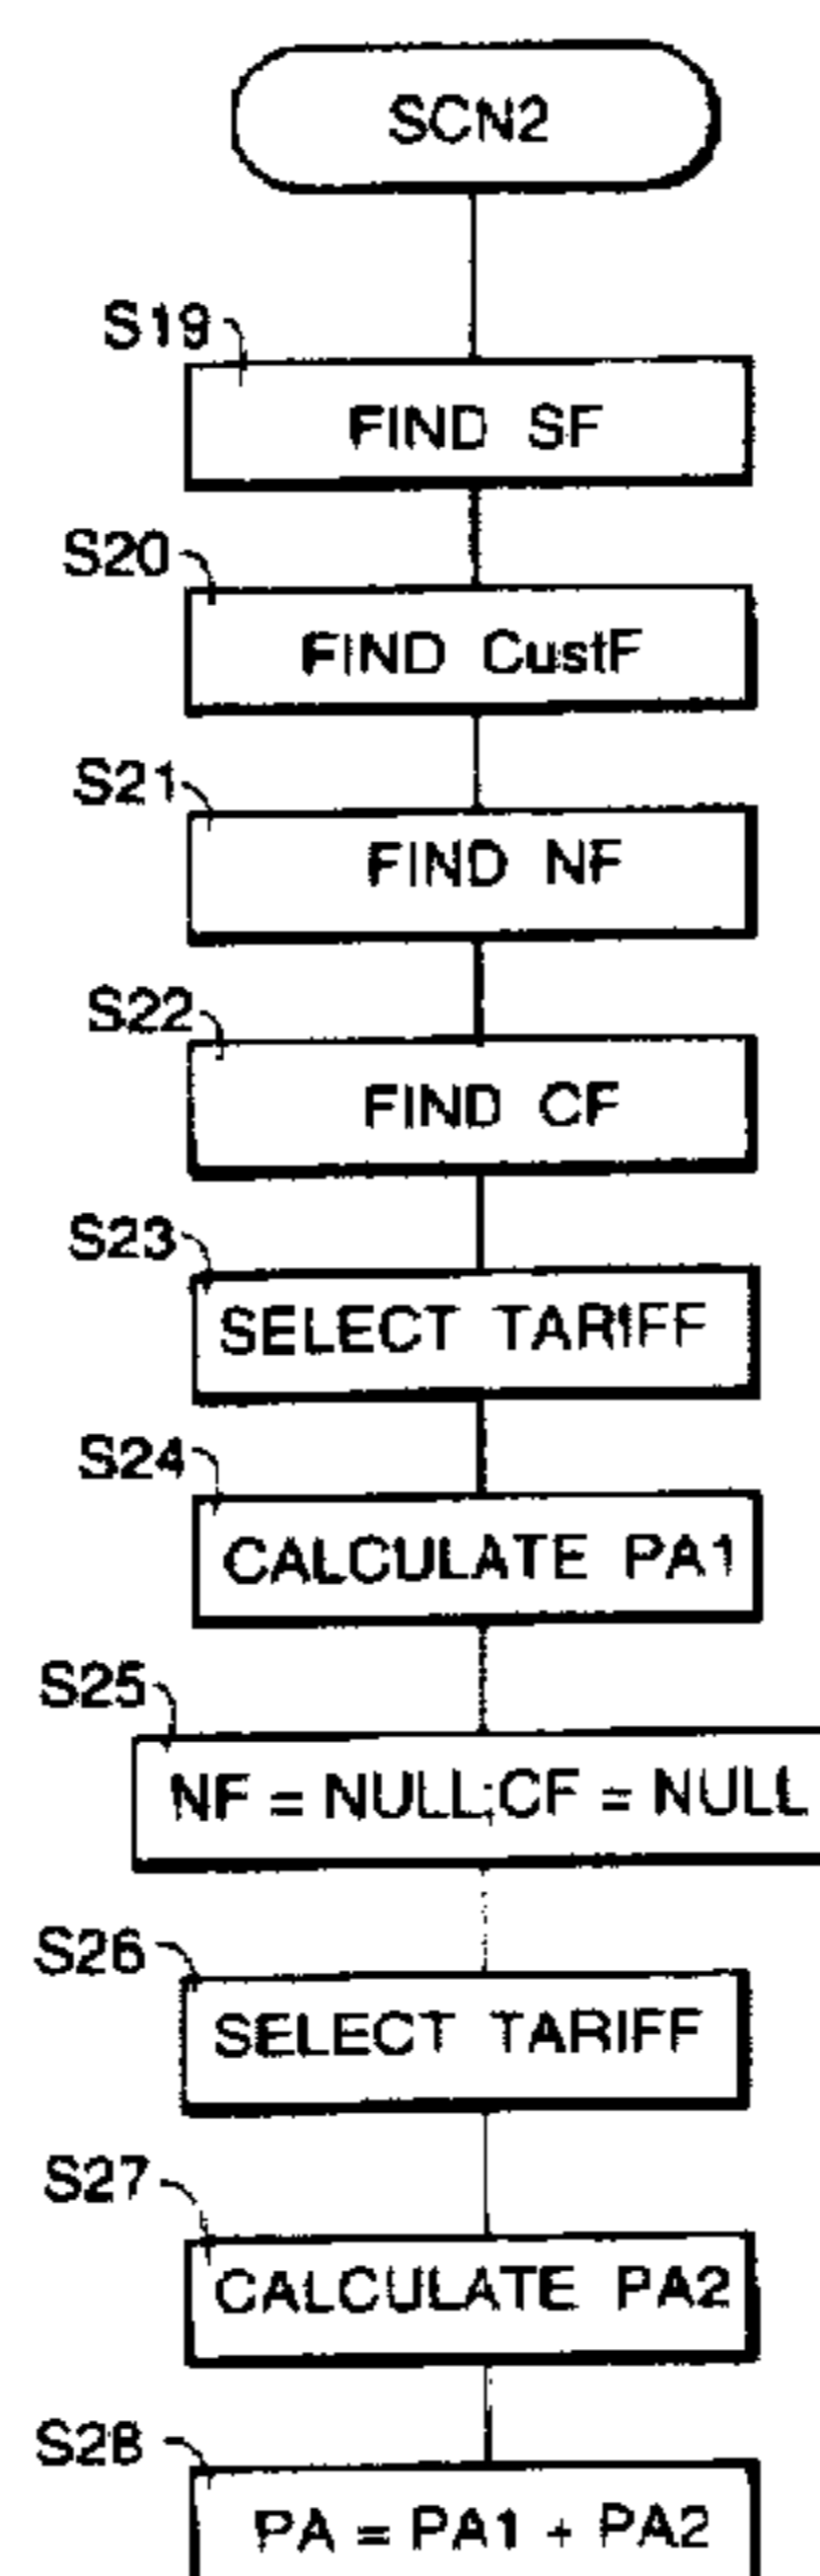 SCN2
S19
FIND SF
S20
FIND CustF
S21
FIND NF
S22
FIND CF
S23
SELECT TARIFF
S24
CALCULATE PA1
S25
NF = NULL;CF = NULL
S26
SELECT TARIFF
S27
CALCULATE PA2
S28
PA = PA1 + PA2